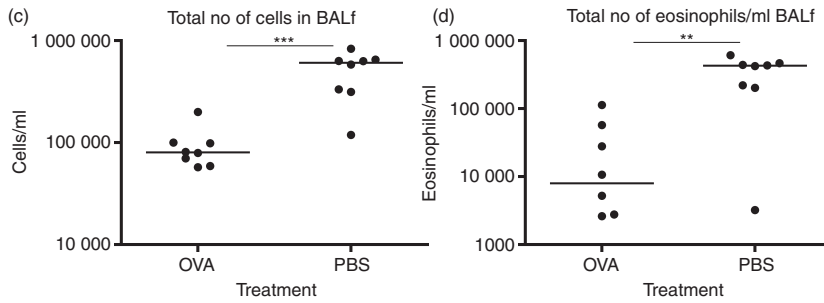 (c)
Total no of cells in BALf
***
1 000 000
100 000
10 000
Cells/ml
OVA
PBS
Treatment
(d)
Total no of eosinophils/ml BALf
**
1 000 000
100 000
10 000
1000
Eosinophils/ml
OVA
PBS
Treatment